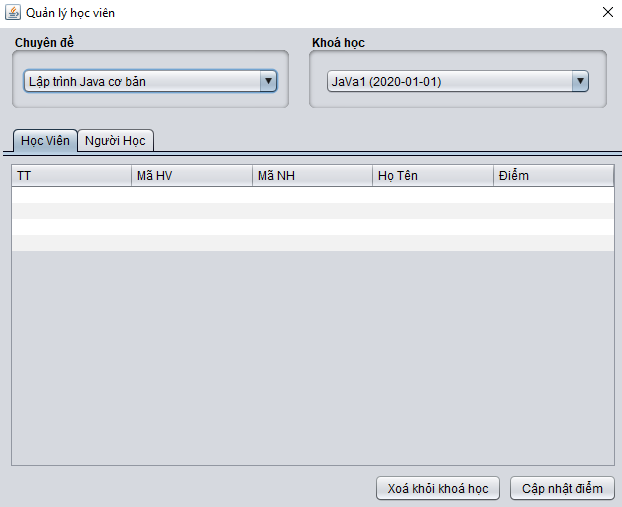 Quản lý học viên
Chuyên đề
Khoá học
Lập trình Java cơ bản
JaVa1 (2020-01-01)
Học Viên
Người Học
TT
Mã HV
Mã NH
Họ Tên
Điểm
Xoá khỏi khoá học
Cập nhật điểm